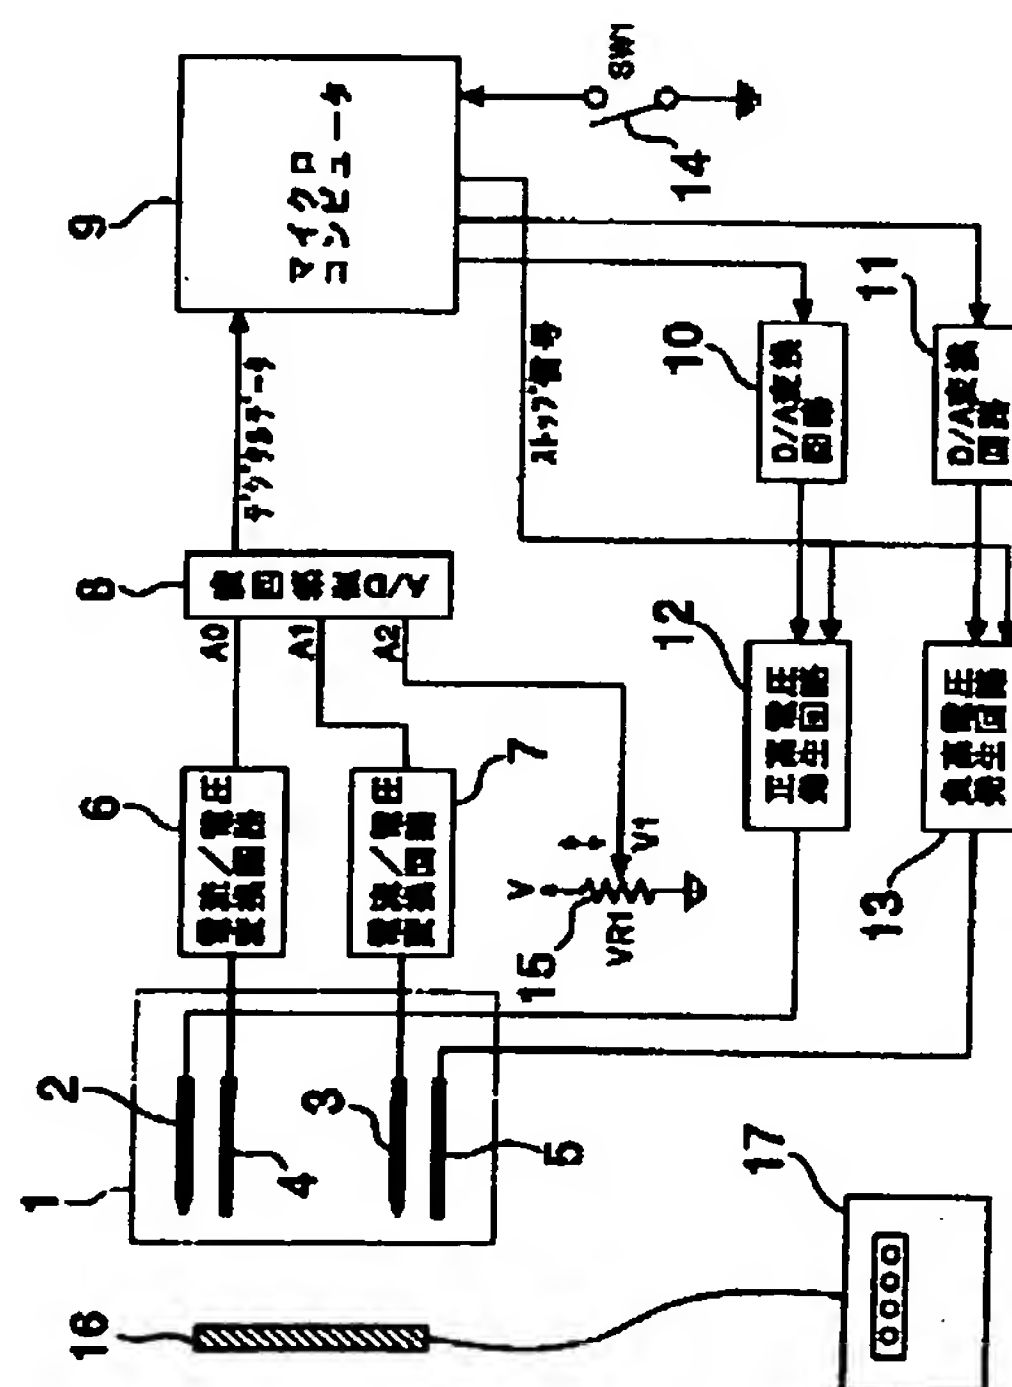 9
マイクロ
コンピュータ
SW1
14
ﾃﾞｼﾞﾀﾙﾃﾞｰﾀ
ｽﾄｯﾌﾟ信号
10
D/A変換
回路
11
D/A変換
回路
8
A/D変換回路
A0
A1
A2
12
正高電圧
発生回路
13
負高電圧
発生回路
6
電流/電圧
変換回路
7
電流/電圧
変換回路
V
V1
VR1
15
1
2
4
3
5
16
17